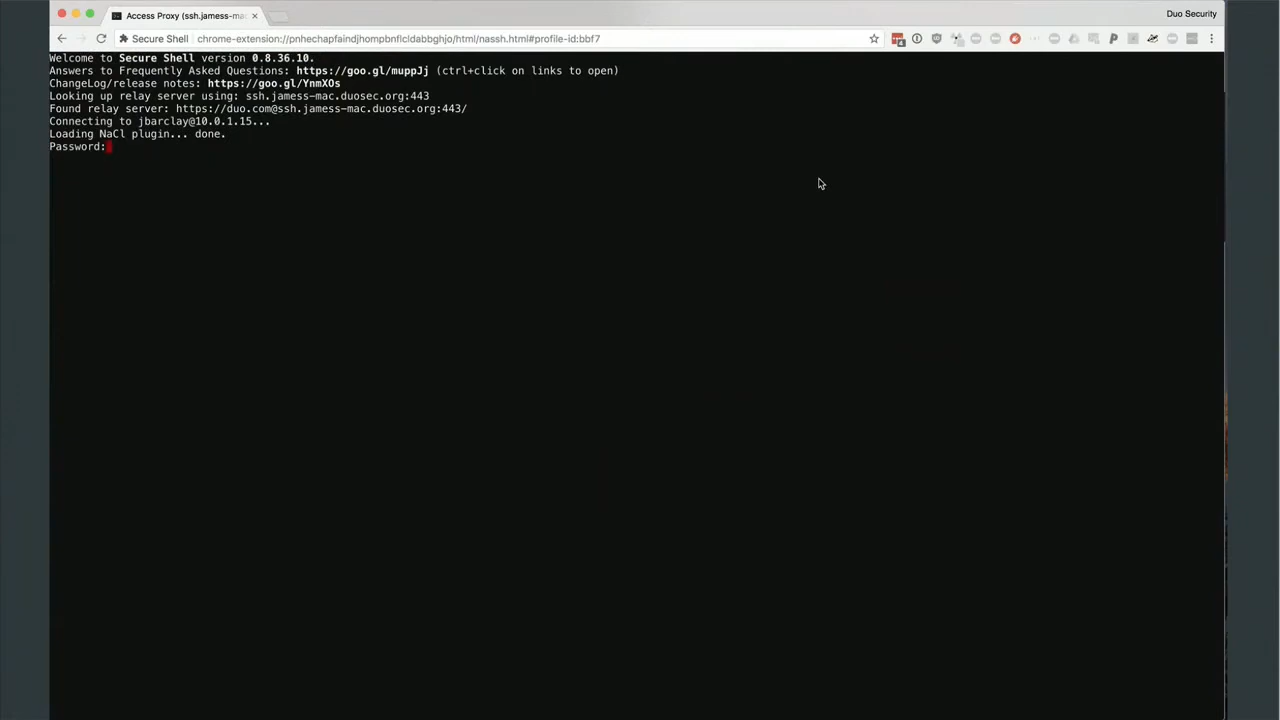 Access Proxy (ssh.jamess-mac
Duo Security
Secure Shell
chrome-extension://pnhechapfaindjhompbnflcldabbghjo/html/nassh.html#profile-id:bbf7
4
Welcome to Secure Shell version 0.8.36.10.
Answers to Frequently Asked Questions: https://goo.gl/muppJj (ctrl+click on links to open)
ChangeLog/release notes: https://goo.gl/YnmXOs
Looking up relay server using: ssh.jamess-mac.duosec.org:443
Found relay server: https://duo.com@ssh.jamess-mac.duosec.org:443/
Connecting to jbarclay@10.0.1.15...
Loading NaCl plugin... done.
Password: